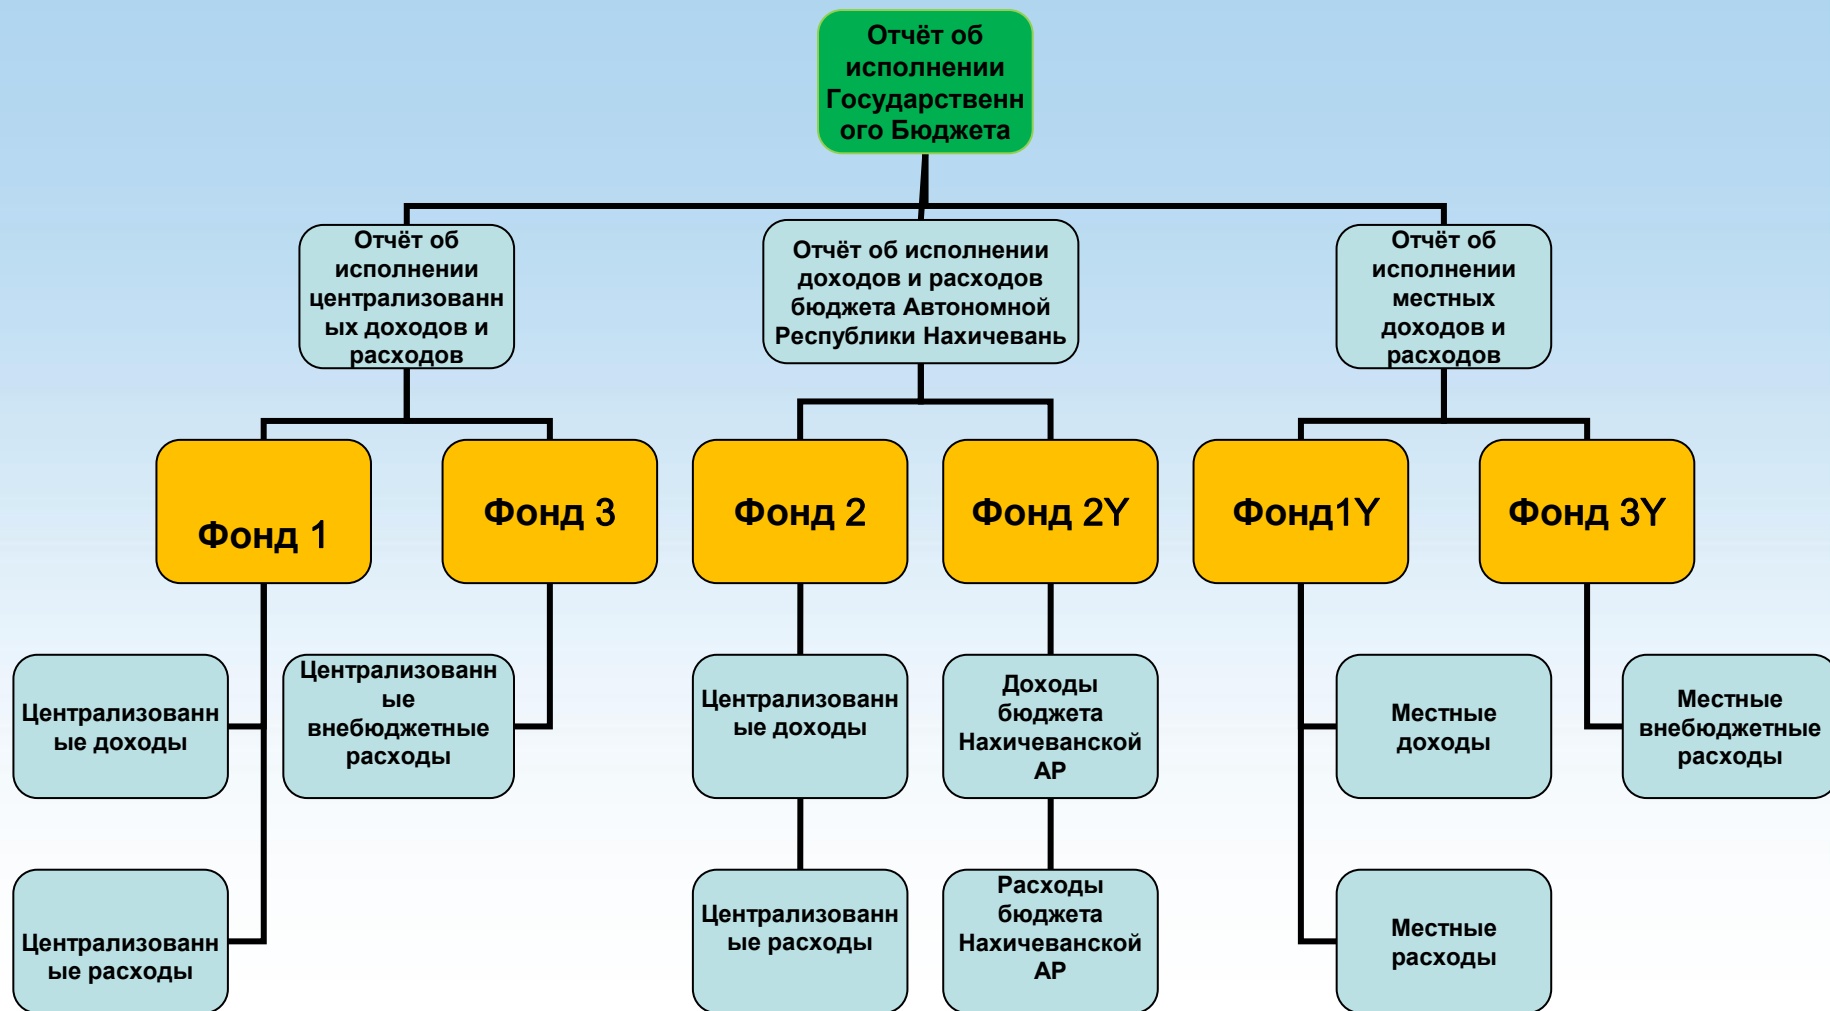 Отчёт об
исполнении
Государственн
ого Бюджета
Отчёт об
исполнении
централизованн
ых доходов и
расходов
Отчёт об исполнении
доходов и расходов
бюджета Автономной
Республики Нахичевань
Отчёт об
исполнении
местных
доходов и
расходов
Фонд 1
Фонд 3
Фонд 2
Фонд 2Y
Фонд1Y
Фонд 3Y
Централизованн
ые доходы
Централизованн
ые
внебюджетные
расходы
Централизованн
ые доходы
Доходы
бюджета
Нахичеванской
АР
Местные
доходы
Местные
внебюджетные
расходы
Централизованн
ые расходы
Централизованн
ые расходы
Расходы
бюджета
Нахичеванской
АР
Местные
расходы